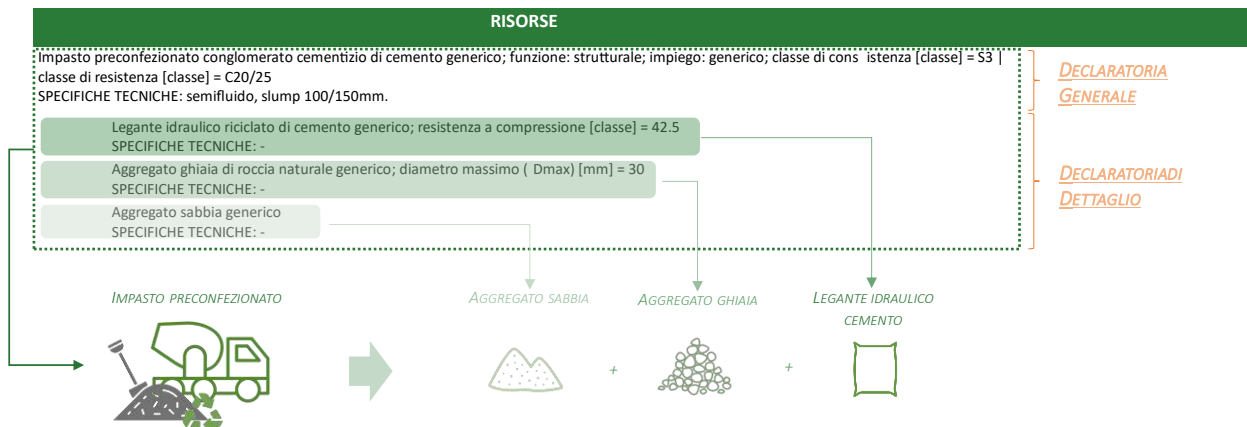 RISORSE
Impasto preconfezionato conglomerato cementizio di cemento generico; funzione: strutturale; impiego: generico; classe di cons istenza [classe] = S3 |
classe di resistenza [classe] = C20/25
SPECIFICHE TECNICHE: semifluido, slump 100/150mm.
DECLARATORIA
GENERALE
Legante idraulico riciclato di cemento generico; resistenza a compressione [classe] = 42.5
SPECIFICHE TECNICHE: -
Aggregato ghiaia di roccia naturale generico; diametro massimo ( Dmax) [mm] = 30
SPECIFICHE TECNICHE: -
Aggregato sabbia generico
SPECIFICHE TECNICHE: -
DECLARATORIADI
DETTAGLIO
IMPASTO PRECONFEZIONATO
AGGREGATO SABBIA
AGGREGATO GHIAIA
LEGANTE IDRAULICO
CEMENTO
+
+